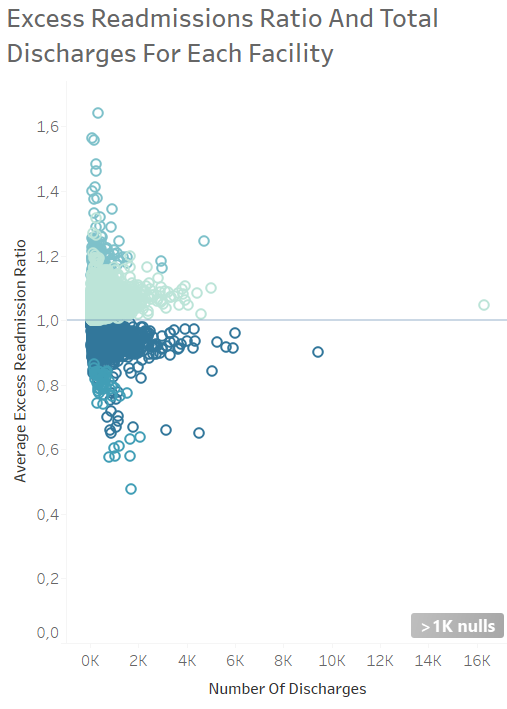 Excess Readmissions Ratio And Total
Discharges For Each Facility
1,6
1,4
1,2
1,0
0,8
0,6
0,4
0,2
0,0
Average Excess Readmission Ratio
>1K nulls
0K 2K 4K 6K 8K 10K 12K 14K 16K
Number Of Discharges